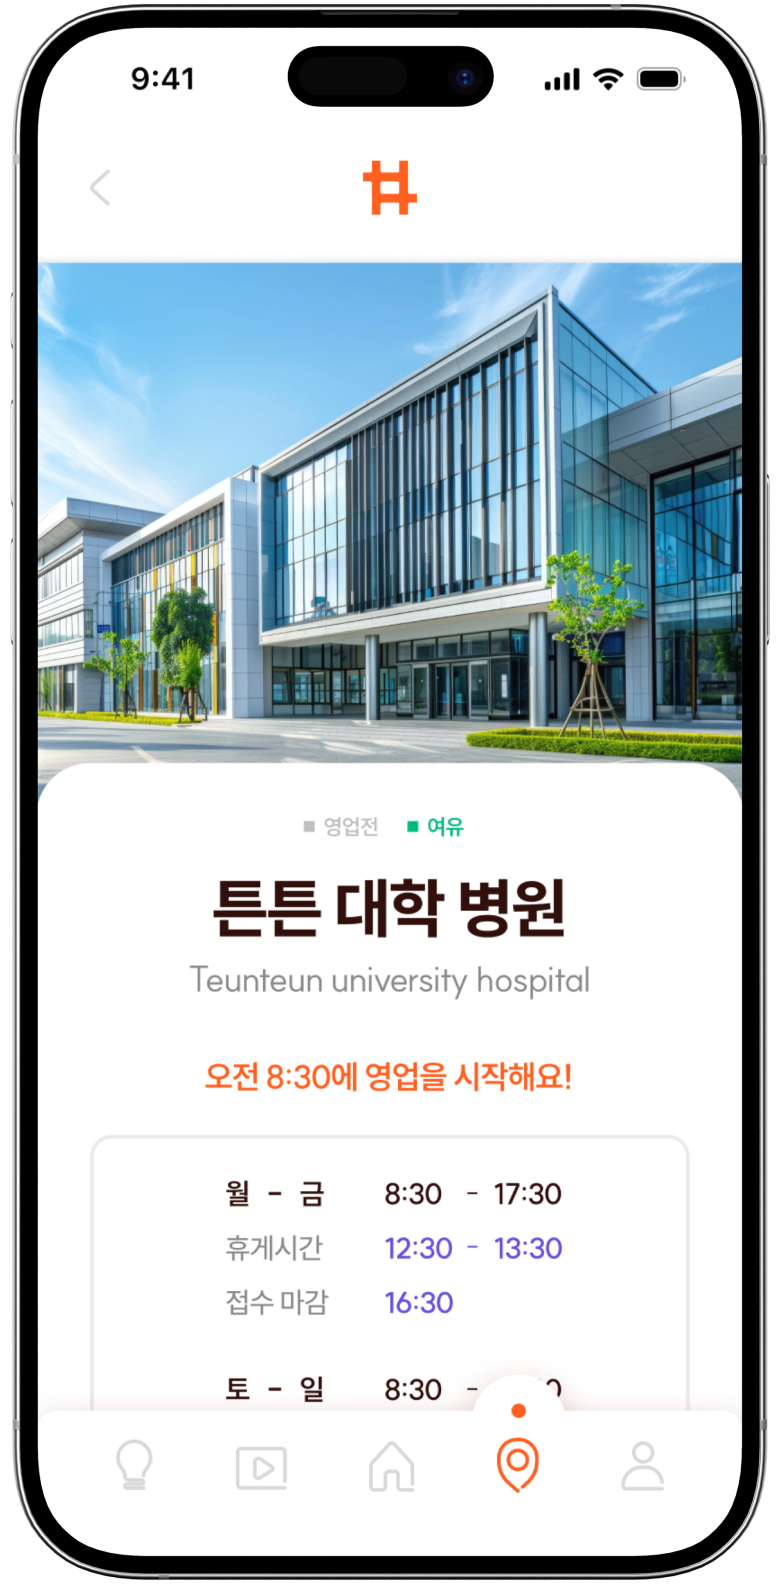 9:41
영업전 여유
튼튼 대학 병원
Teunteun university hospital
오전 8:30에 영업을 시작해요!
월 - 금 8:30 - 17:30
휴게시간 12:30 - 13:30
접수 마감 16:30
토 - 일 8:30 -